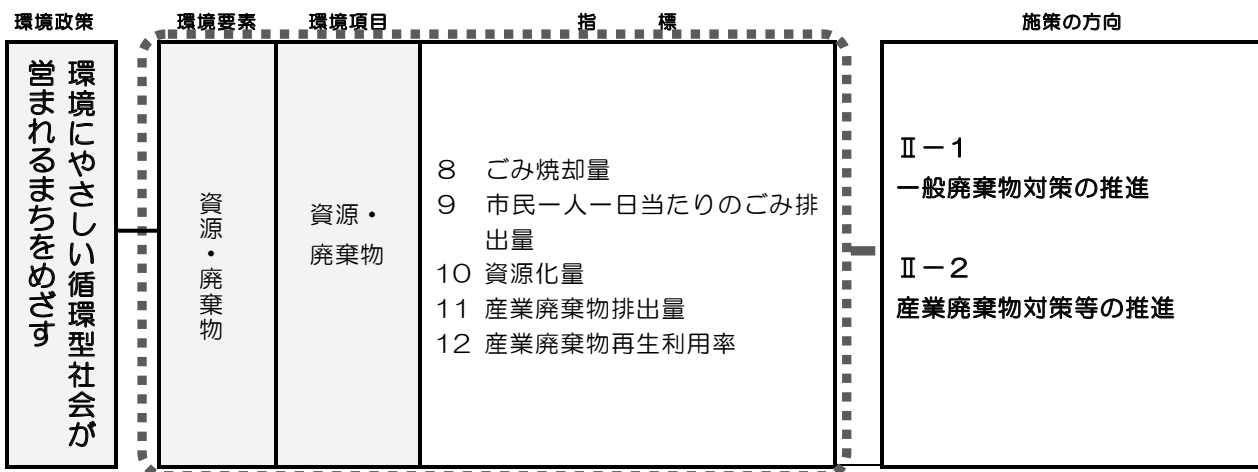 環境政策
環境要素
環境項目
指　　標
施策の方向
環境にやさしい循環型社会が
営まれるまちをめざす
資源・廃棄物
資源・
廃棄物
8　ごみ焼却量
9　市民一人一日当たりのごみ排
出量
10 資源化量
11 産業廃棄物排出量
12 産業廃棄物再生利用率
Ⅱ－1
一般廃棄物対策の推進
Ⅱ－2
産業廃棄物対策等の推進